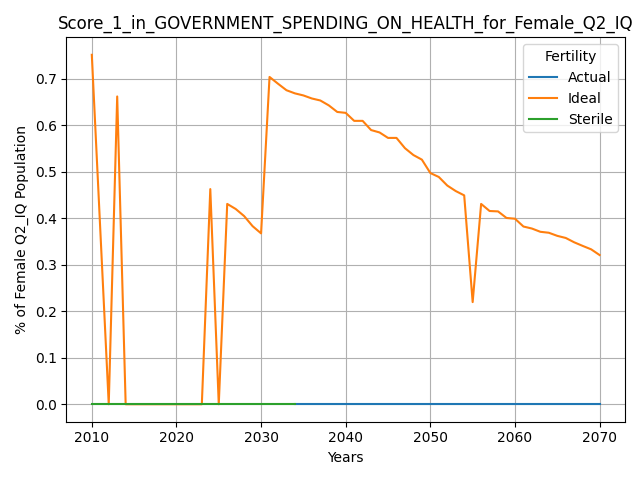 Score_1_in_GOVERNMENT_SPENDING_ON_HEALTH_for_Female_Q2_IQ
Fertility
Actual
Ideal
Sterile
% of Female Q2_IQ Population
0.7
0.6
0.5
0.4
0.3
0.2
0.1
0.0
2010 2020 2030 2040 2050 2060 2070
Years